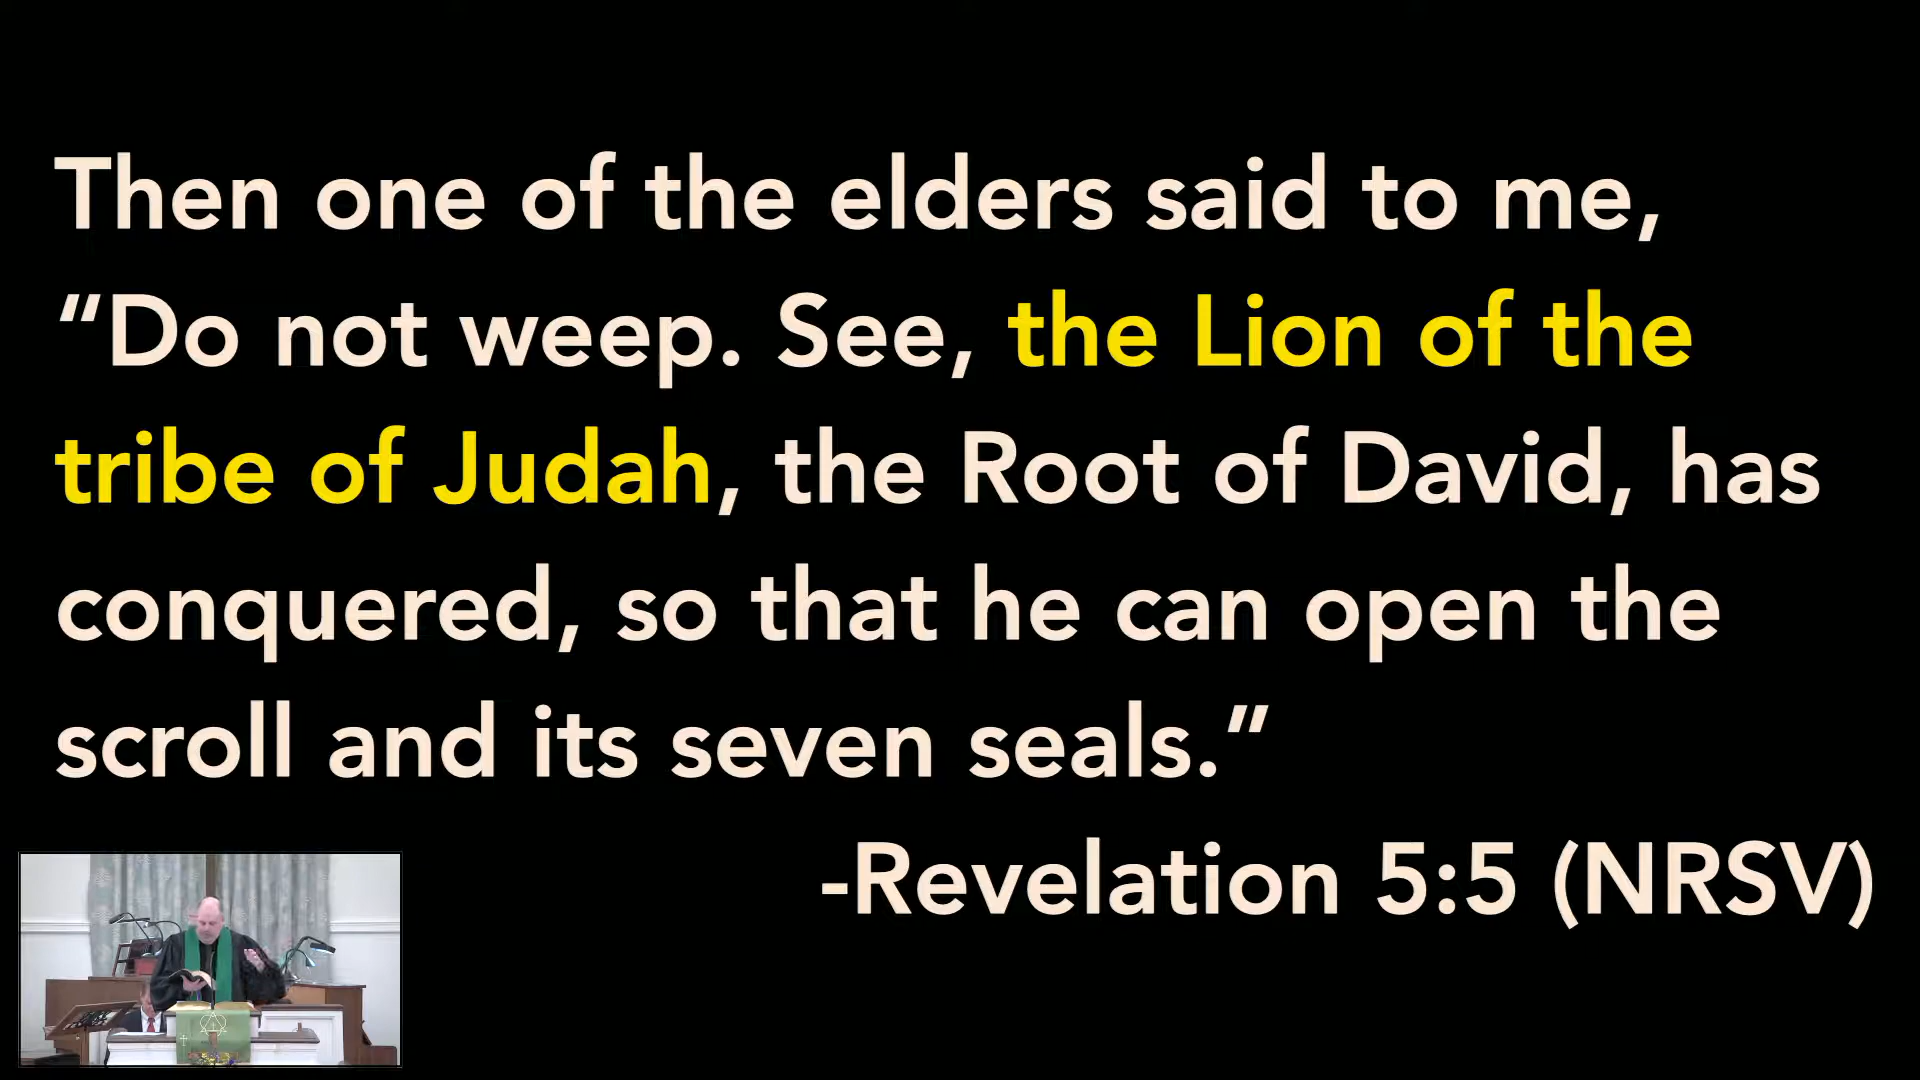 Then one of the elders said to me,
“Do not weep. See, the Lion of the
tribe of Judah, the Root of David, has
conquered, so that he can open the
scroll and its seven seals.”
-Revelation 5:5 (NRSV)